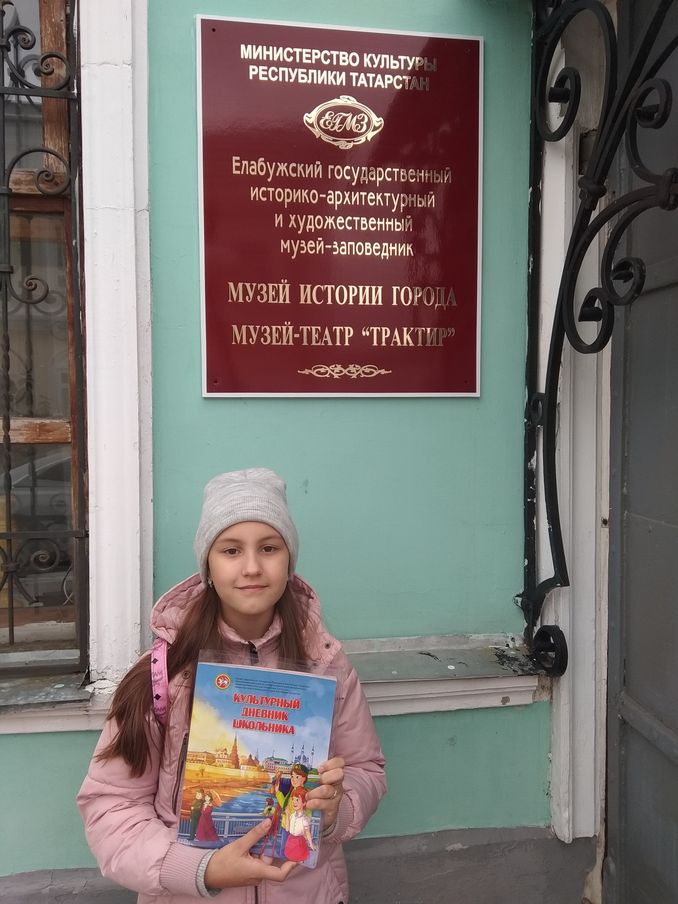 МИНИСТЕРСТВО КУЛЬТУРЫ
РЕСПУБЛИКИ ТАТАРСТАН
ЕГМЗ
Елабужский государственный
историко-архитектурный
и художественный
музей-заповедник
МУЗЕЙ ИСТОРИИ ГОРОДА
МУЗЕЙ-ТЕАТР “ТРАКТИР”
КУЛЬТУРНЫЙ
ДНЕВНИК
ШКОЛЬНИКА